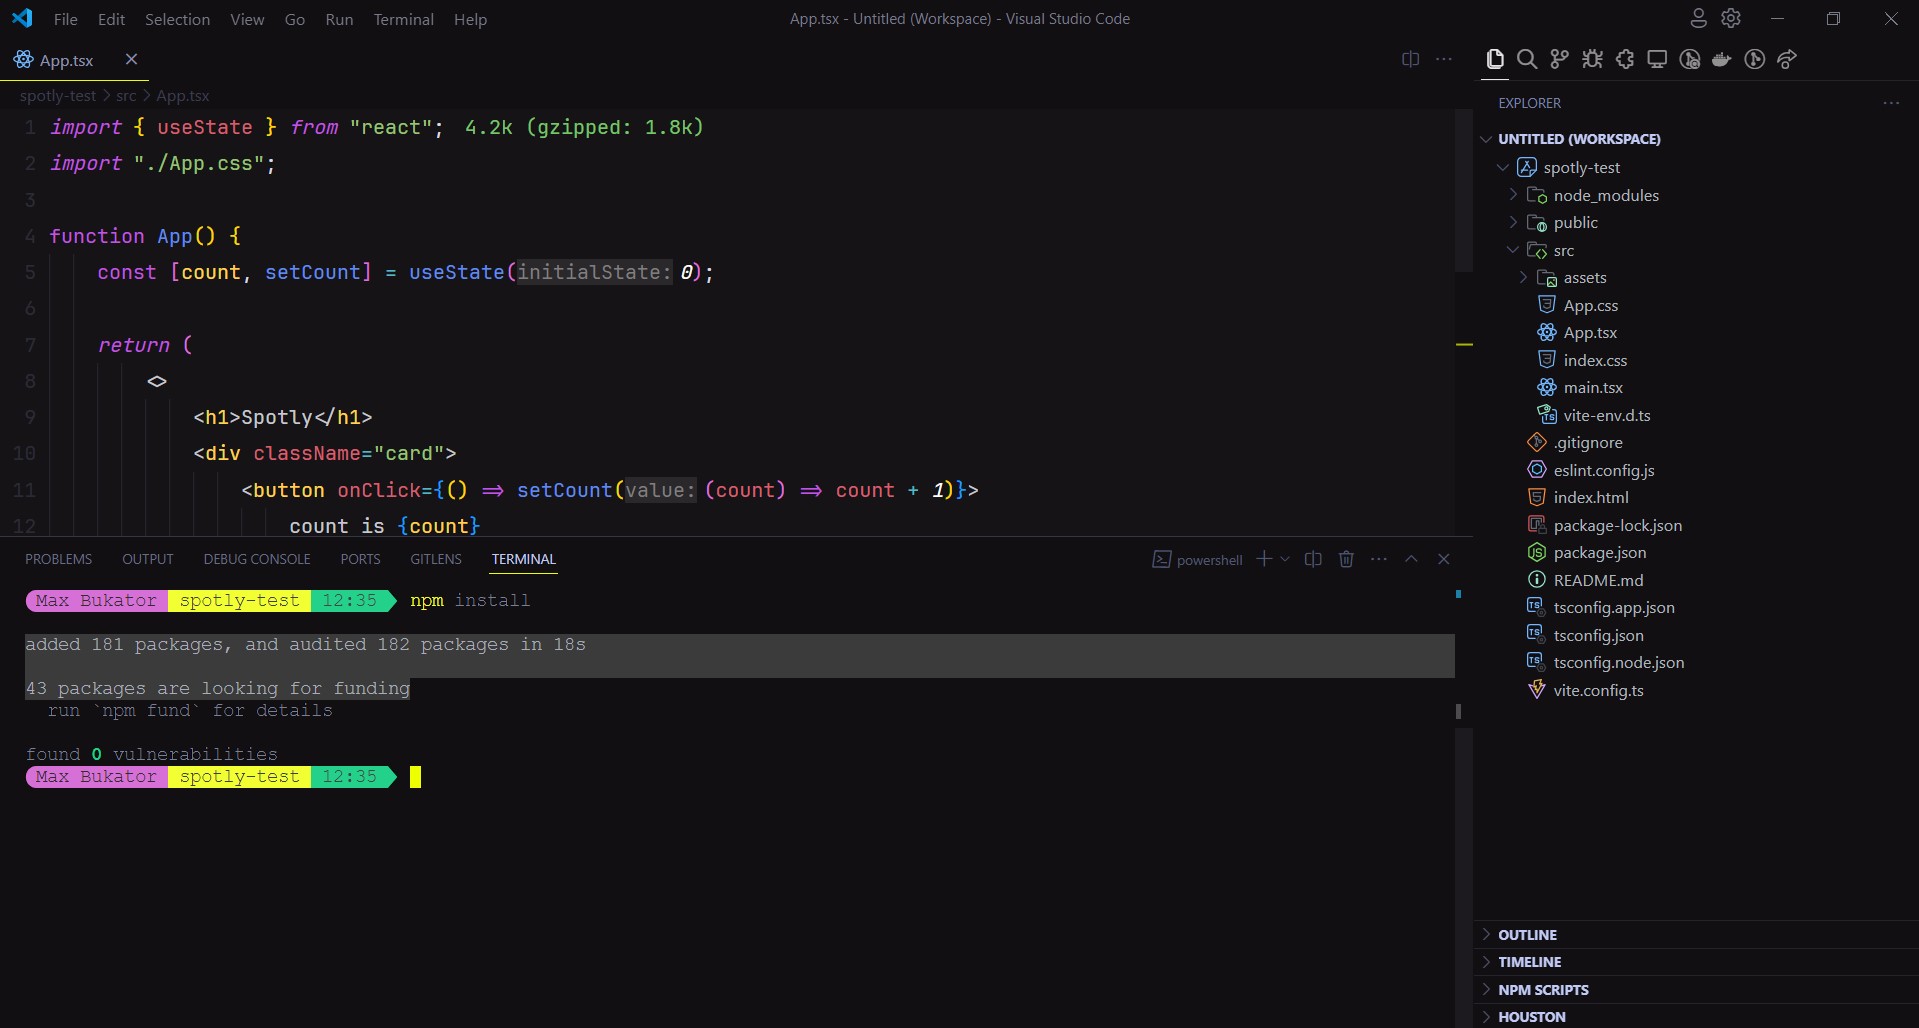 File Edit Selection View Go Run Terminal Help
App.tsx - Untitled (Workspace) - Visual Studio Code
App.tsx
spotly-test > src > App.tsx
1 import { useState } from "react"; 4.2k (gzipped: 1.8k)
2 import "./App.css";
3
4 function App() {
5 const [count, setCount] = useState(initialState: 0);
6
7 return (
8 <>
9 <h1>Spotly</h1>
10 <div className="card">
11 <button onClick={() => setCount(value: (count) => count + 1)}>
12 count is {count}
PROBLEMS OUTPUT DEBUG CONSOLE PORTS GITLENS TERMINAL
powershell
Max Bukator spotly-test 12:35 npm install
added 181 packages, and audited 182 packages in 18s
43 packages are looking for funding
run `npm fund` for details
found 0 vulnerabilities
Max Bukator spotly-test 12:35
EXPLORER
UNTITLED (WORKSPACE)
spotly-test
node_modules
public
src
assets
App.css
App.tsx
index.css
main.tsx
vite-env.d.ts
.gitignore
eslint.config.js
index.html
package-lock.json
package.json
README.md
tsconfig.app.json
tsconfig.json
tsconfig.node.json
vite.config.ts
OUTLINE
TIMELINE
NPM SCRIPTS
HOUSTON